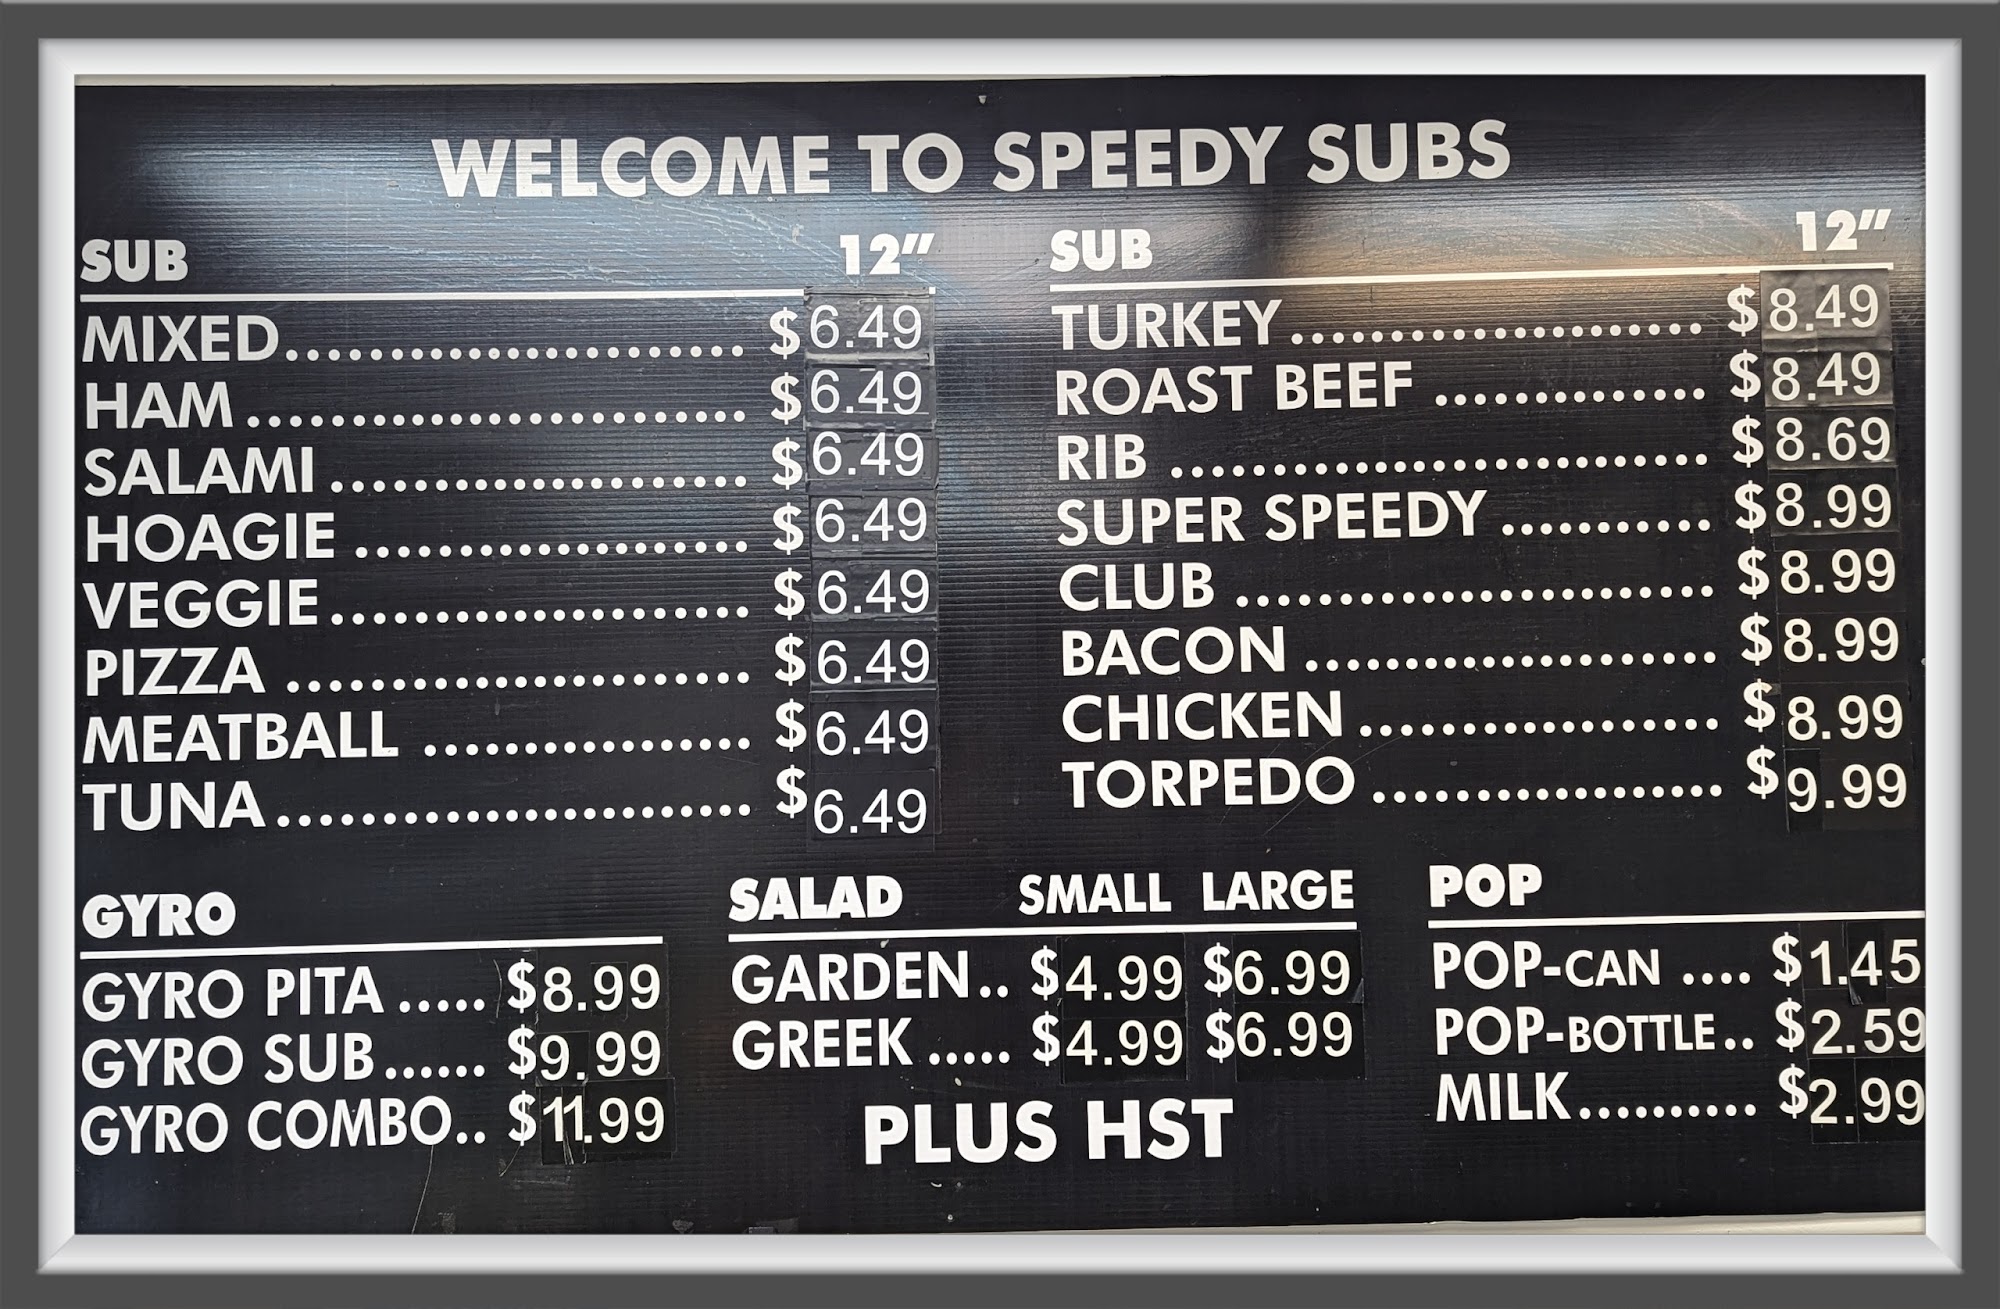 WELCOME TO SPEEDY SUBS
SUB 12"
MIXED........................ $6.49
HAM........................ $6.49
SALAMI .................... $6.49
HOAGIE ................... $6.49
VEGGIE.................... $6.49
PIZZA ...................... $6.49
MEATBALL ................ $6.49
TUNA....................... $6.49
SUB 12"
TURKEY.................... $8.49
ROAST BEEF ............. $8.49
RIB .......................... $8.69
SUPER SPEEDY .......... $8.99
CLUB ....................... $8.99
BACON .................... $8.99
CHICKEN ................. $8.99
TORPEDO ................. $9.99
GYRO
GYRO PITA ..... $8.99
GYRO SUB...... $9.99
GYRO COMBO.. $11.99
SALAD SMALL LARGE
GARDEN.. $4.99 $6.99
GREEK ..... $4.99 $6.99
PLUS HST
POP
POP-CAN .... $1.45
POP-BOTTLE.. $2.59
MILK.......... $2.99